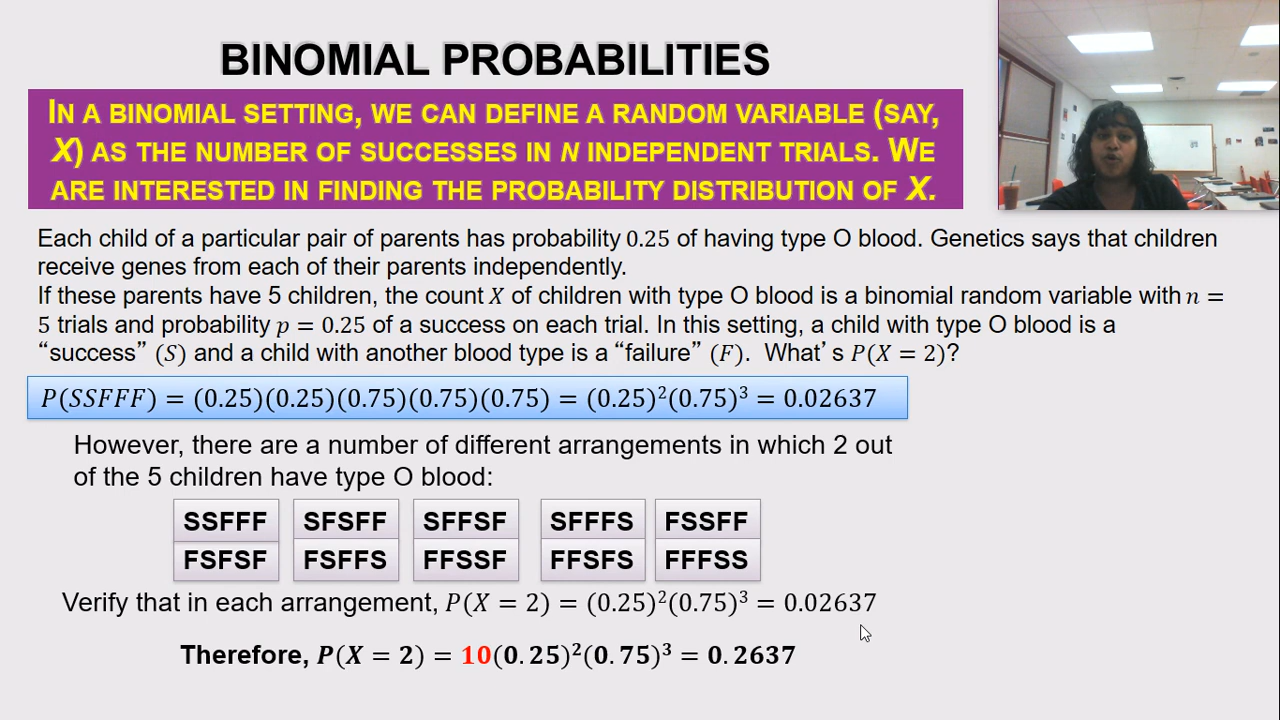 BINOMIAL PROBABILITIES
IN A BINOMIAL SETTING, WE CAN DEFINE A RANDOM VARIABLE (SAY,
X) AS THE NUMBER OF SUCCESSES IN N INDEPENDENT TRIALS. WE
ARE INTERESTED IN FINDING THE PROBABILITY DISTRIBUTION OF X.
Each child of a particular pair of parents has probability 0.25 of having type O blood. Genetics says that children
receive genes from each of their parents independently.
If these parents have 5 children, the count X of children with type O blood is a binomial random variable with n =
5 trials and probability p = 0.25 of a success on each trial. In this setting, a child with type O blood is a
“success” (S) and a child with another blood type is a “failure” (F). What’s P(X = 2)?
P(SSFFF) = (0.25)(0.25)(0.75)(0.75)(0.75) = (0.25)²(0.75)³ = 0.02637
However, there are a number of different arrangements in which 2 out
of the 5 children have type O blood:
SSFFF SFSFF SFFSF SFFFS FSSFF
FSFSF FSFFS FFSSF FFSFS FFFSS
Verify that in each arrangement, P(X = 2) = (0.25)²(0.75)³ = 0.02637
Therefore, P(X = 2) = 10(0.25)²(0.75)³ = 0.2637